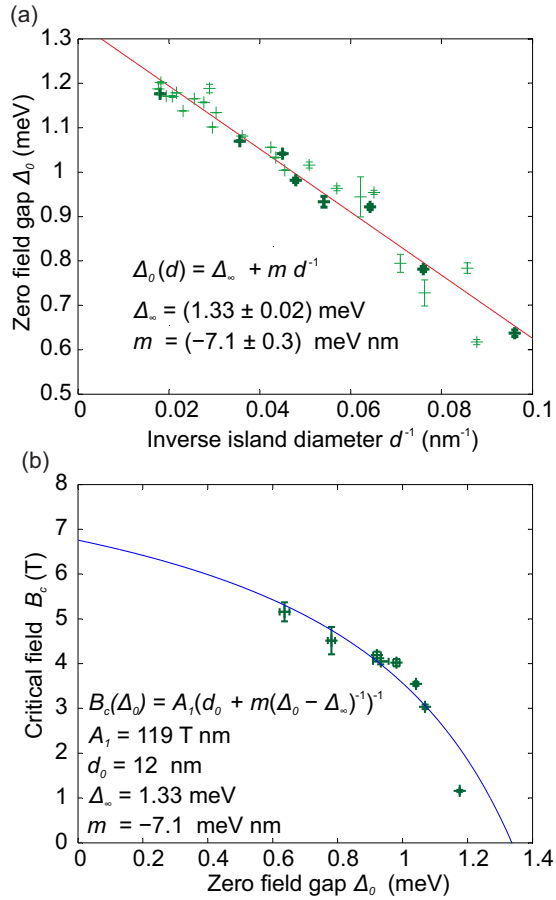 (a)
1.3
1.2
1.1
1
0.9
0.8
0.7
0.6
0.5
Zero field gap Δ₀ (meV)
Δ₀(d) = Δ∞ + m d⁻¹
Δ∞ = (1.33 ± 0.02) meV
m = (−7.1 ± 0.3) meV nm
0 0.02 0.04 0.06 0.08 0.1
Inverse island diameter d⁻¹ (nm⁻¹)
(b)
8
7
6
5
4
3
2
1
0
Critical field B_c (T)
B_c(Δ₀) = A₁(d₀ + m(Δ₀ − Δ∞)⁻¹)⁻¹
A₁ = 119 T nm
d₀ = 12 nm
Δ∞ = 1.33 meV
m = −7.1 meV nm
0 0.2 0.4 0.6 0.8 1 1.2 1.4
Zero field gap Δ₀ (meV)